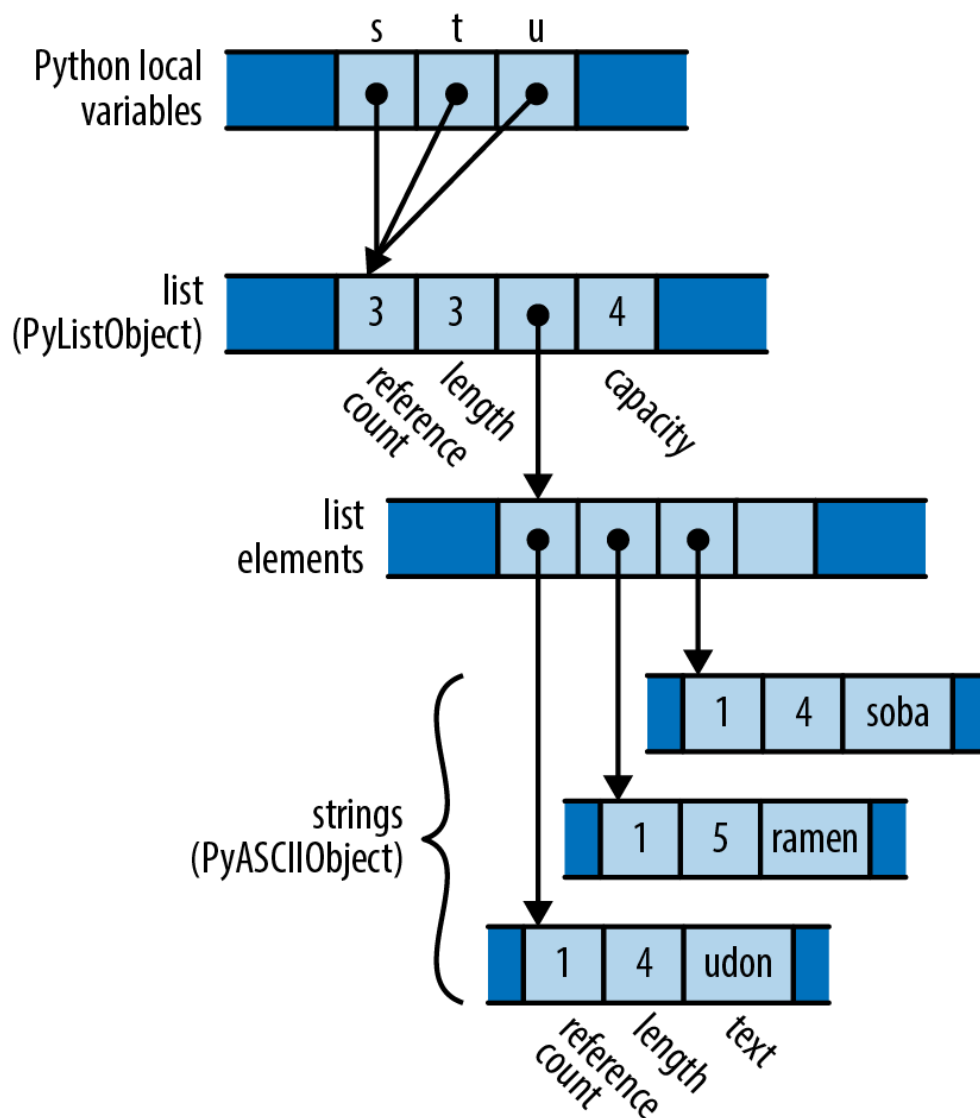 s t u
Python local
variables
list
(PyListObject)
3 3 4
reference
count
length
capacity
list
elements
1 4 soba
strings
(PyASCIIObject)
1 5 ramen
1 4 udon
reference
count
length
text